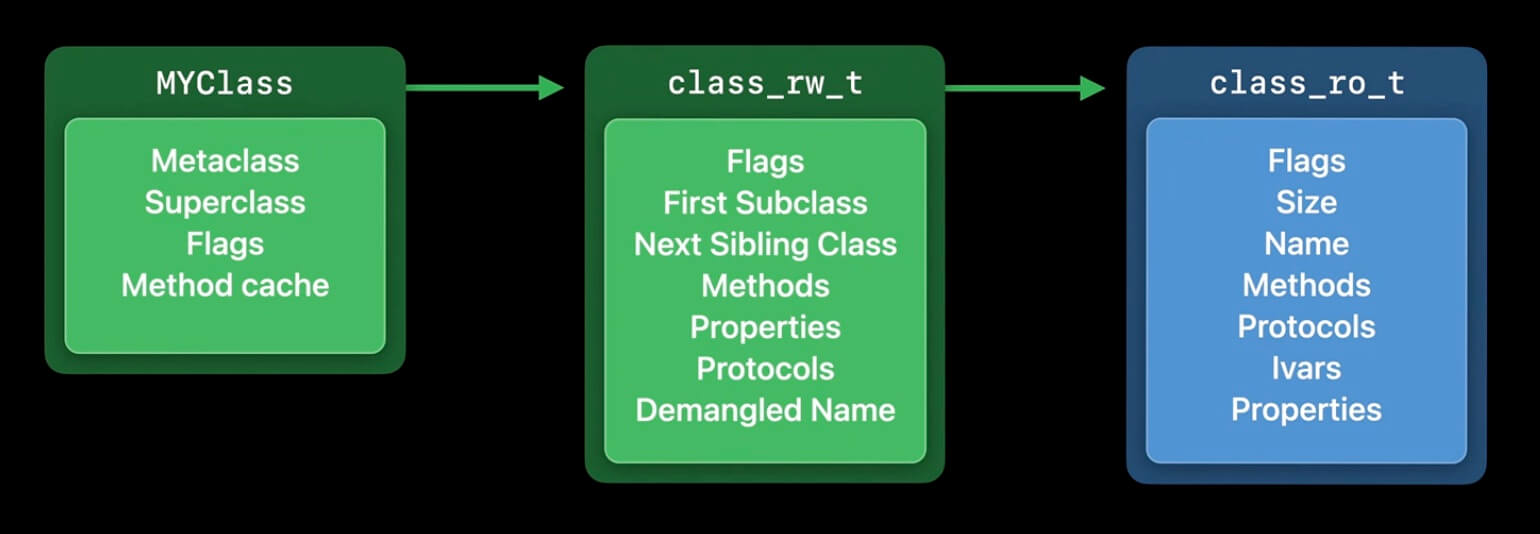 MYClass
Metaclass
Superclass
Flags
Method cache
class_rw_t
Flags
First Subclass
Next Sibling Class
Methods
Properties
Protocols
Demangled Name
class_ro_t
Flags
Size
Name
Methods
Protocols
Ivars
Properties